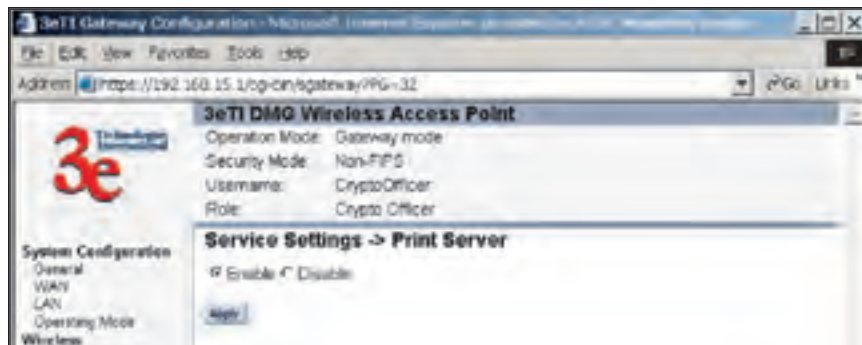 3eTI Gateway Configuration - Microsoft Internet Explorer
File Edit View Favorites Tools Help
Address https://192.168.15.1/cgi-bin/sgateway?PG=32 Go Links
3eTI DMG Wireless Access Point
3e Technologies
Operation Mode: Gateway mode
Security Mode: Non-FIPS
Username: CryptoOfficer
Role: Crypto Officer
Service Settings -> Print Server
Enable Disable
Apply
System Configuration
General
WAN
LAN
Operating Mode
Wireless